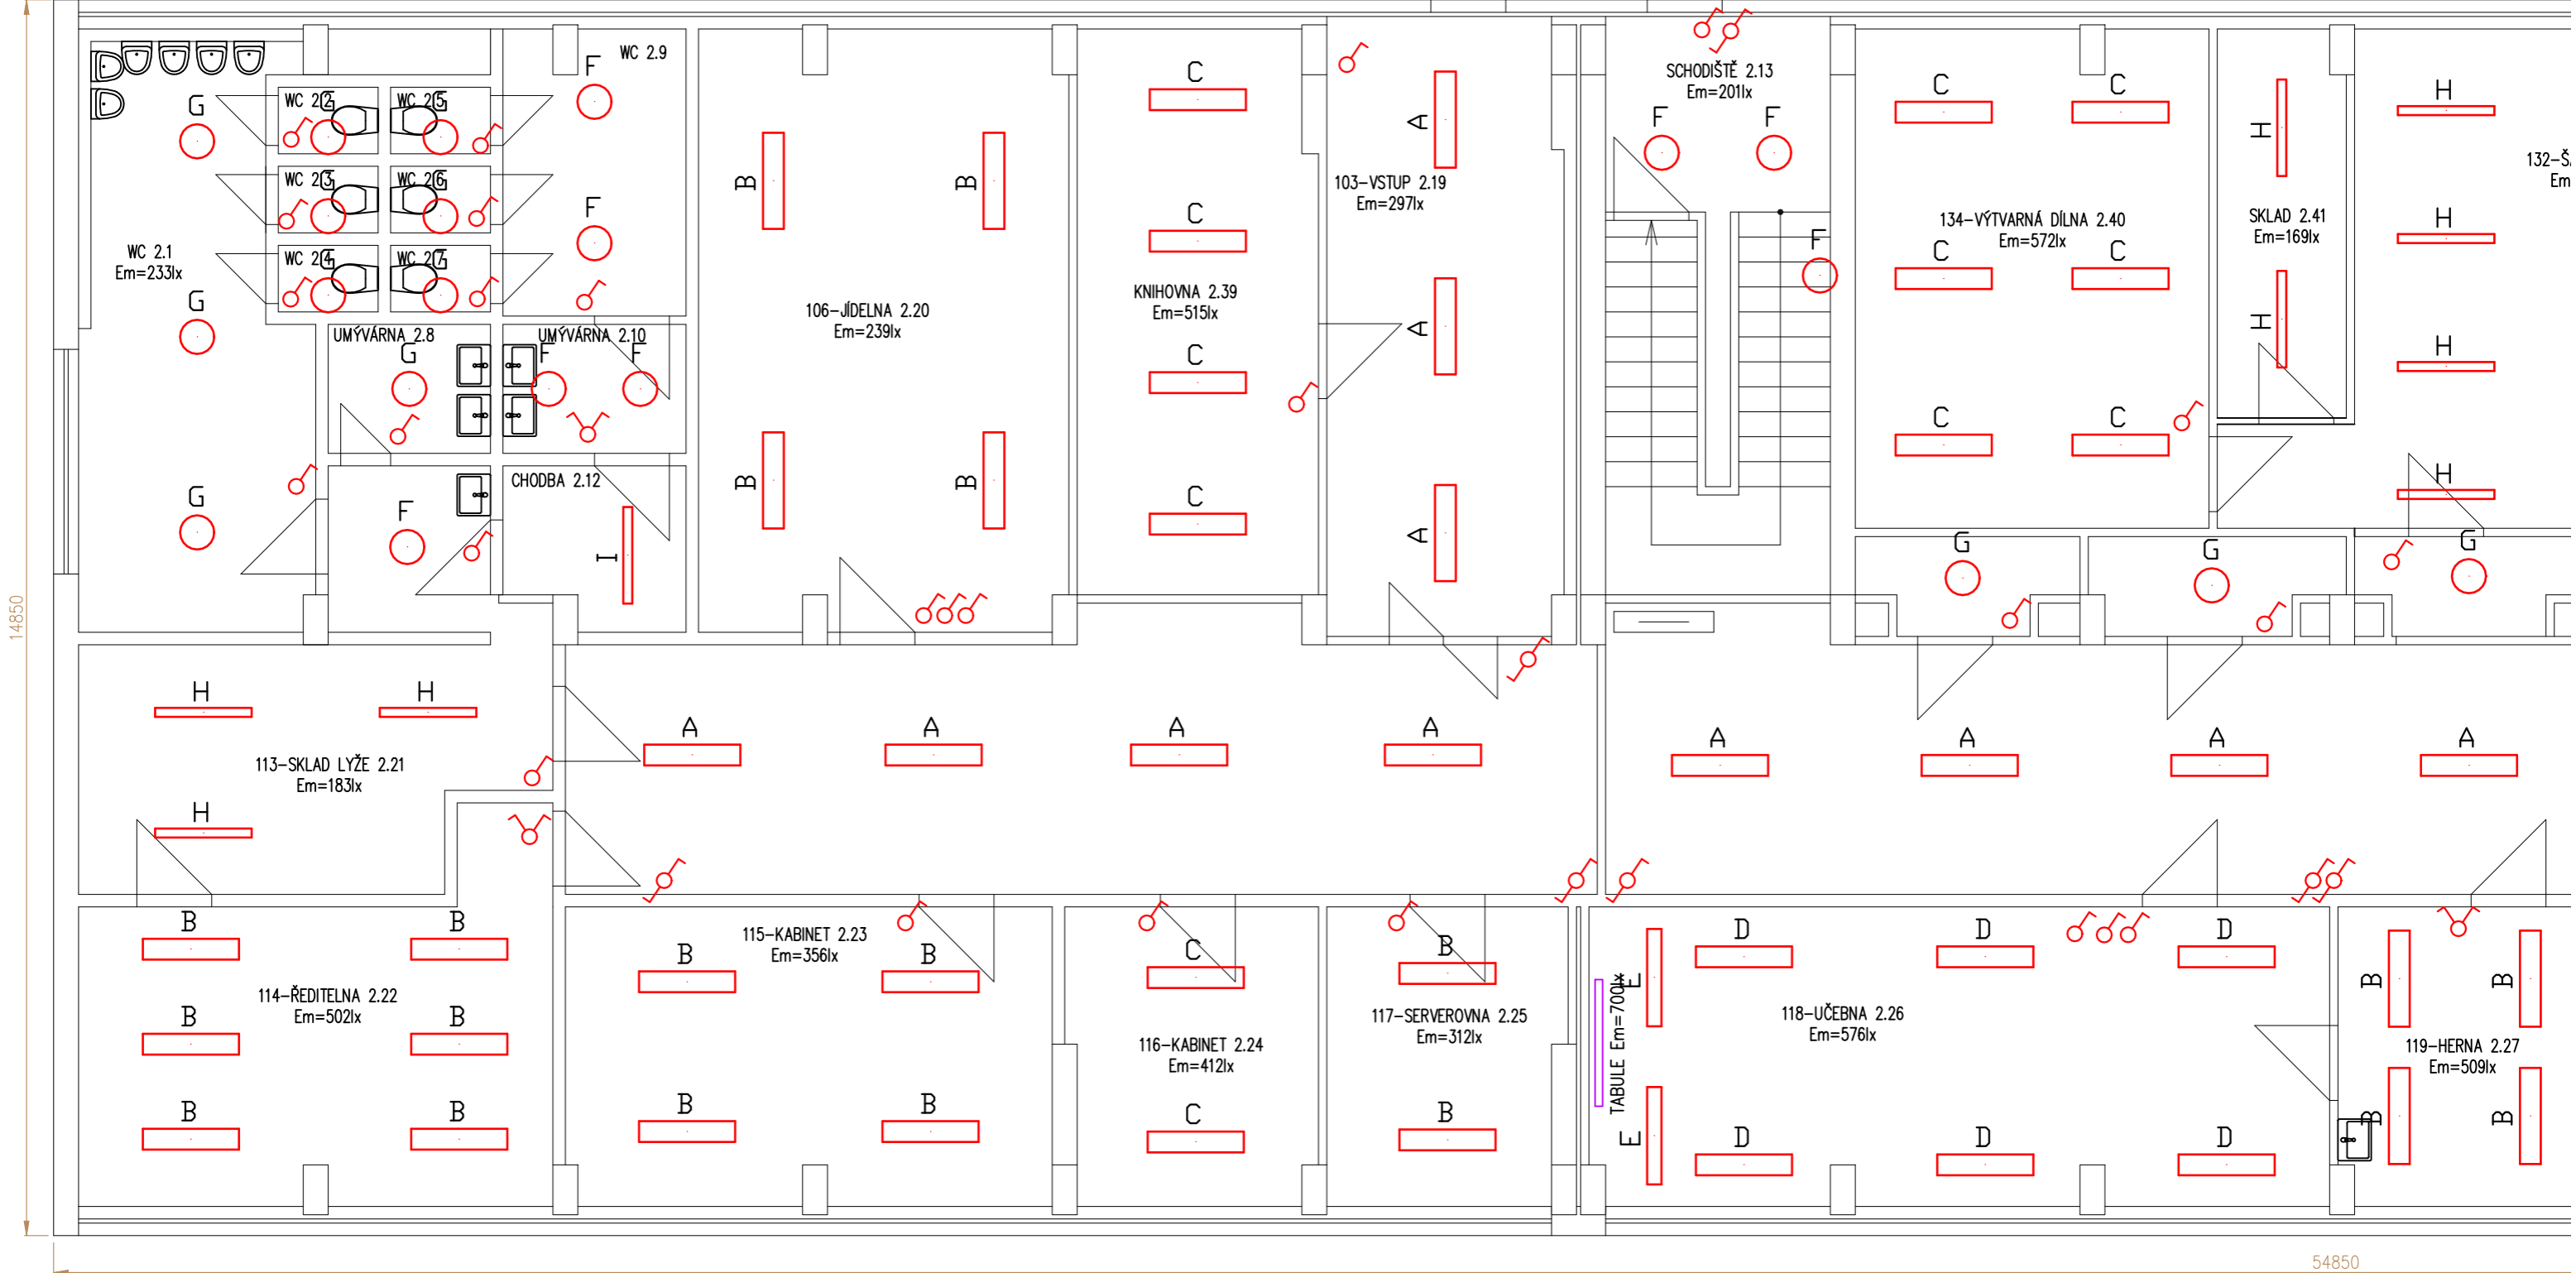 WC 2.9
F
SCHODIŠTĚ 2.13
Em=201lx
C
C
C
H
H
G
WC 2.2
G
WC 2.5
G
A
F
F
132-Š
Em
103-VSTUP 2.19
Em=297lx
B
B
WC 2.3
G
WC 2.6
G
F
C
134-VÝTVARNÁ DÍLNA 2.40
Em=572lx
SKLAD 2.41
Em=169lx
H
WC 2.1
Em=233lx
WC 2.4
G
WC 2.7
G
F
C
C
G
106-JÍDELNA 2.20
Em=239lx
KNIHOVNA 2.39
Em=515lx
A
H
H
UMÝVÁRNA 2.8
G
UMÝVÁRNA 2.10
F
F
C
C
C
CHODBA 2.12
B
B
H
G
F
C
A
I
G
G
G
14850
H
H
A
A
A
A
A
A
A
A
113-SKLAD LYŽE 2.21
Em=183lx
H
B
B
115-KABINET 2.23
Em=356lx
B
B
C
B
D
D
D
E
B
B
114-ŘEDITELNA 2.22
Em=502lx
B
B
116-KABINET 2.24
Em=412lx
117-SERVEROVNA 2.25
Em=312lx
TABULE Em=700lx
118-UČEBNA 2.26
Em=576lx
119-HERNA 2.27
Em=509lx
B
B
B
B
C
B
E
D
D
D
B
B
54850